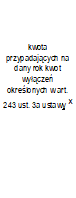 kwota
przypadających na
dany rok kwot
wyłączeń
określonych w art.
243 ust. 3a ustawy x